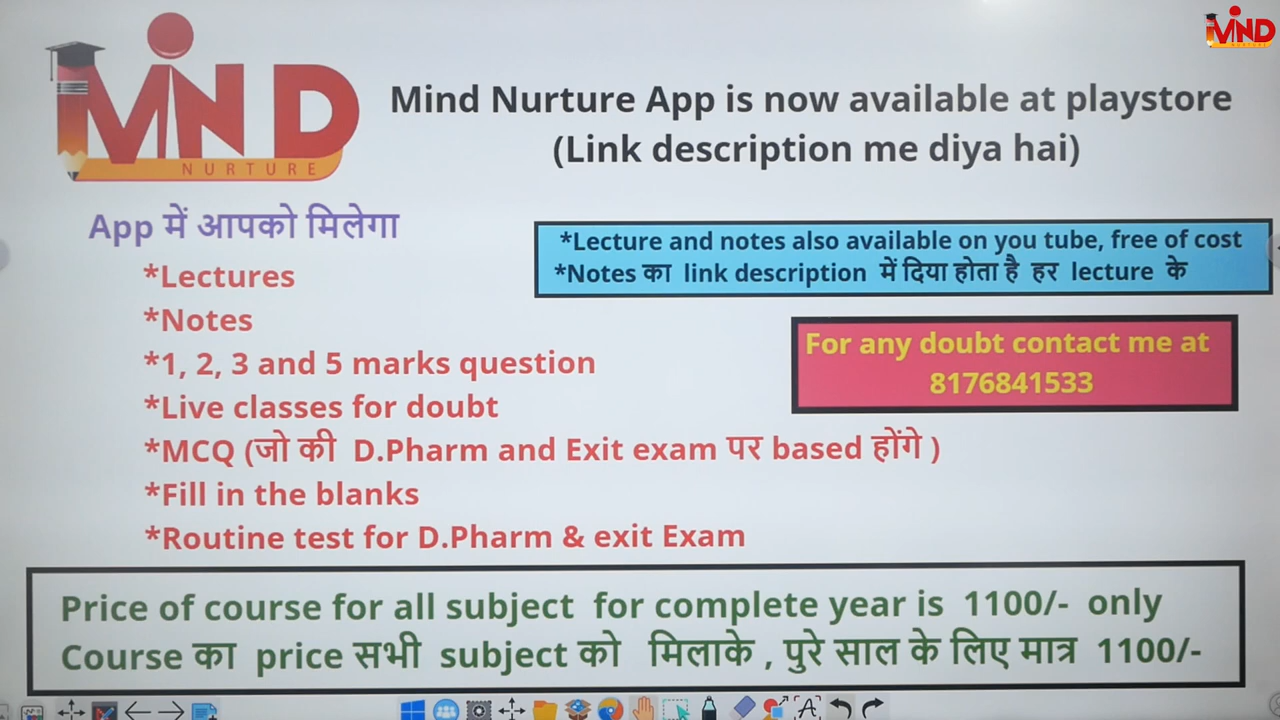 MIND
NURTURE
MIND
NURTURE
Mind Nurture App is now available at playstore
(Link description me diya hai)
App में आपको मिलेगा
*Lectures
*Notes
*1, 2, 3 and 5 marks question
*Live classes for doubt
*MCQ (जो की D.Pharm and Exit exam पर based होंगे )
*Fill in the blanks
*Routine test for D.Pharm & exit Exam
*Lecture and notes also available on you tube, free of cost
*Notes का link description में दिया होता है हर lecture के
For any doubt contact me at
8176841533
Price of course for all subject for complete year is 1100/- only
Course का price सभी subject को मिलाके , पुरे साल के लिए मात्र 1100/-